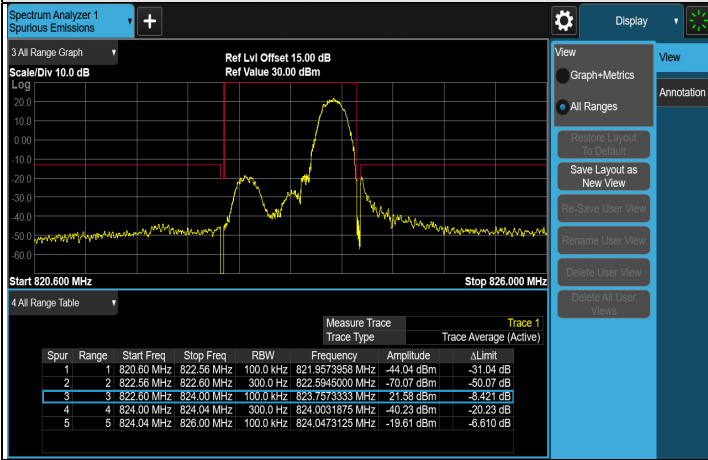 Spectrum Analyzer 1
Spurious Emissions
Display
3 All Range Graph
Ref Lvl Offset 15.00 dB
Scale/Div 10.0 dB
Ref Value 30.00 dBm
Log
20.0
10.0
0.00
-10.0
-20.0
-30.0
-40.0
-50.0
-60.0
Start 820.600 MHz
Stop 826.000 MHz
View
Graph+Metrics
All Ranges
Restore Layout
To Default
Save Layout as
New View
Re-Save User View
Rename User View
Delete User View
Delete All User
Views
View
Annotation
4 All Range Table
Measure Trace Trace 1
Trace Type Trace Average (Active)
Spur Range Start Freq Stop Freq RBW Frequency Amplitude ΔLimit
1 1 820.60 MHz 822.56 MHz 100.0 kHz 821.9573958 MHz -44.04 dBm -31.04 dB
2 2 822.56 MHz 822.60 MHz 300.0 Hz 822.5945000 MHz -70.07 dBm -50.07 dB
3 3 822.60 MHz 824.00 MHz 100.0 kHz 823.7573333 MHz 21.58 dBm -8.421 dB
4 4 824.00 MHz 824.04 MHz 300.0 Hz 824.0031875 MHz -40.23 dBm -20.23 dB
5 5 824.04 MHz 826.00 MHz 100.0 kHz 824.0473125 MHz -19.61 dBm -6.610 dB